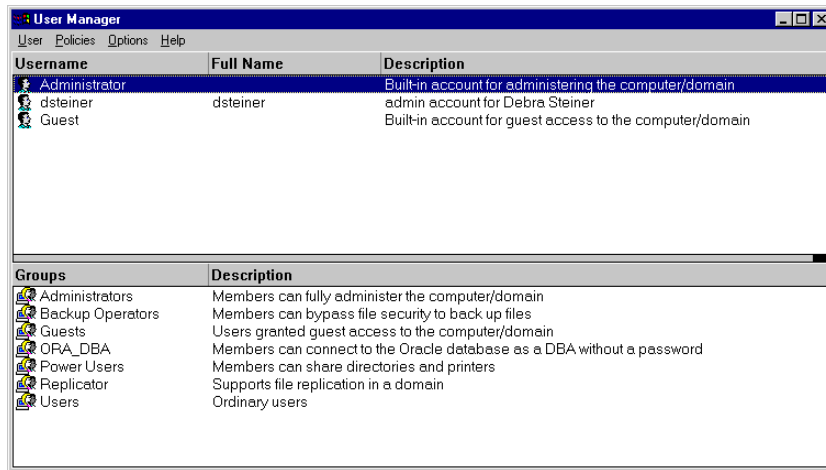 User Manager
User Policies Options Help
Username Full Name Description
Administrator Built-in account for administering the computer/domain
dsteiner dsteiner admin account for Debra Steiner
Guest Built-in account for guest access to the computer/domain
Groups Description
Administrators Members can fully administer the computer/domain
Backup Operators Members can bypass file security to back up files
Guests Users granted guest access to the computer/domain
ORA_DBA Members can connect to the Oracle database as a DBA without a password
Power Users Members can share directories and printers
Replicator Supports file replication in a domain
Users Ordinary users